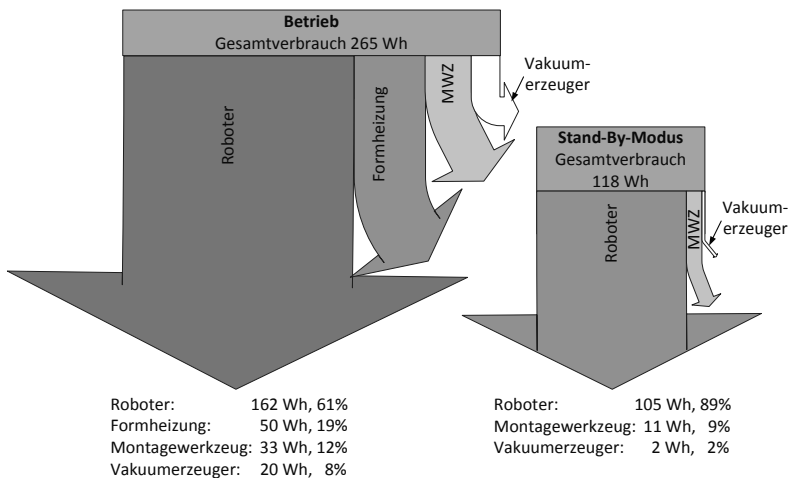 Betrieb
Gesamtverbrauch 265 Wh
Roboter
Formheizung
MWZ
Vakuum-
erzeuger
Stand-By-Modus
Gesamtverbrauch
118 Wh
Roboter
MWZ
Vakuum-
erzeuger
Roboter: 162 Wh, 61%
Formheizung: 50 Wh, 19%
Montagewerkzeug: 33 Wh, 12%
Vakuumerzeuger: 20 Wh, 8%
Roboter: 105 Wh, 89%
Montagewerkzeug: 11 Wh, 9%
Vakuumerzeuger: 2 Wh, 2%